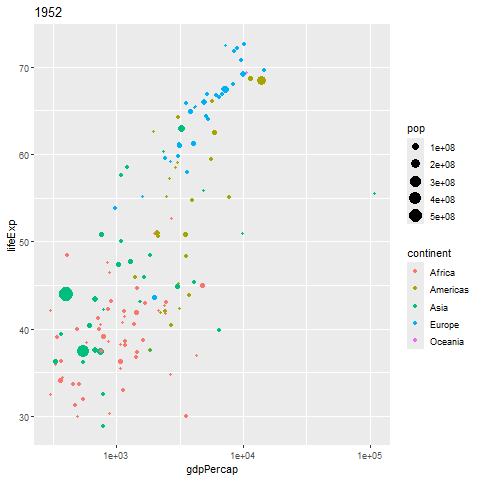 1952
70
60
50
40
30
lifeExp
1e+03
1e+04
1e+05
gdpPercap
pop
1e+08
2e+08
3e+08
4e+08
5e+08
continent
Africa
Americas
Asia
Europe
Oceania